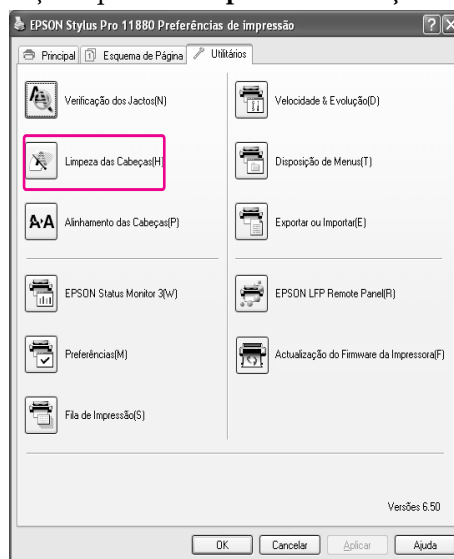 EPSON Stylus Pro 11880 Preferências de impressão
Principal
Esquema de Página
Utilitários
Verificação dos Jactos(N)
Velocidade & Evolução(D)
Limpeza das Cabeças(H)
Disposição de Menus(T)
A·A
Alinhamento das Cabeças(P)
Exportar ou Importar(E)
EPSON Status Monitor 3(W)
EPSON LFP Remote Panel(R)
Preferências(M)
Actualização do Firmware da Impressora(F)
Fila de Impressão(S)
Versões 6.50
OK
Cancelar
Aplicar
Ajuda